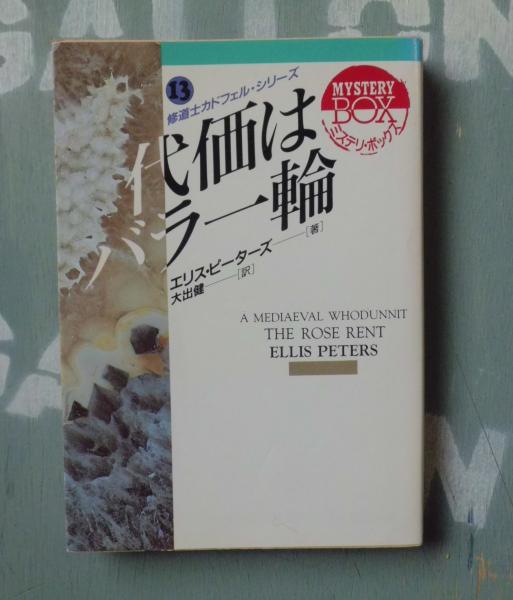 13
修道士カドフェル・シリーズ
代価は
バラ一輪
エリス・ピーターズ──[著]
大出健──[訳]
MYSTERY
BOX
ミステリ・ボックス
A MEDIAEVAL WHODUNNIT
THE ROSE RENT
ELLIS PETERS